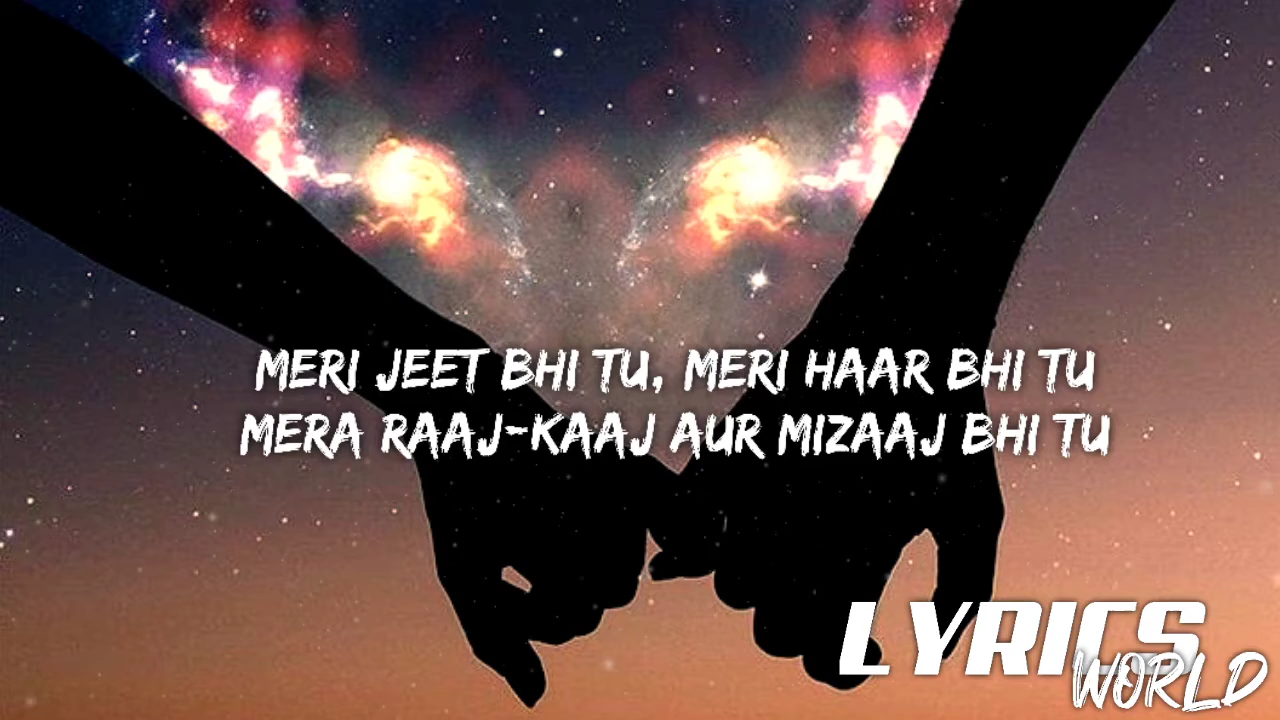 MERI JEET BHI TU, MERI HAAR BHI TU
MERA RAAJ-KAAJ AUR MIZAAJ BHI TU
LYRICS
WORLD